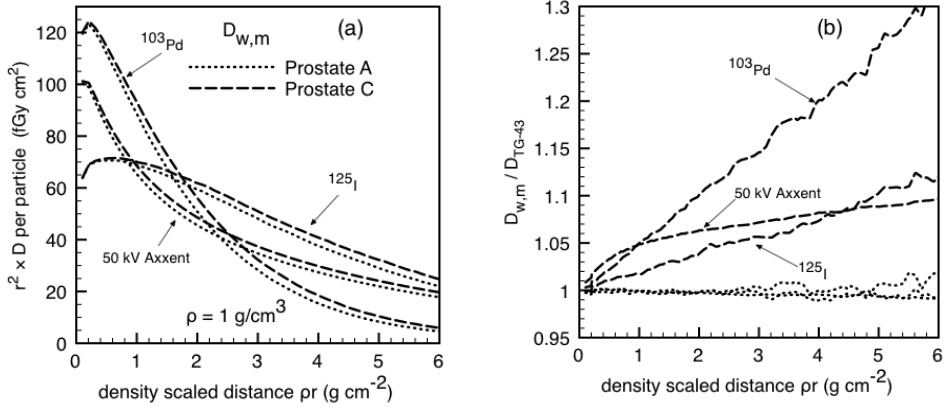 D_w,m
(a)
Prostate A
Prostate C
¹⁰³Pd
¹²⁵I
50 kV Axxent
ρ = 1 g/cm³
r² × D per particle (fGy cm²)
120
100
80
60
40
20
0
0 1 2 3 4 5 6
density scaled distance ρr (g cm⁻²)
(b)
¹⁰³Pd
50 kV Axxent
¹²⁵I
D_w,m / D_TG-43
1.3
1.25
1.2
1.15
1.1
1.05
1
0.95
0 1 2 3 4 5 6
density scaled distance ρr (g cm⁻²)